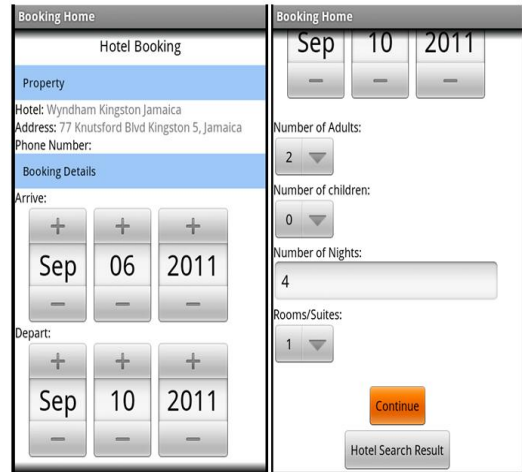 Booking Home
Hotel Booking
Property
Hotel: Wyndham Kingston Jamaica
Address: 77 Knutsford Blvd Kingston 5, Jamaica
Phone Number:
Booking Details
Arrive:
+ + +
Sep 06 2011
− − −
Depart:
+ + +
Sep 10 2011
− − −
Booking Home
Sep 10 2011
− − −
Number of Adults:
2
Number of children:
0
Number of Nights:
4
Rooms/Suites:
1
Continue
Hotel Search Result